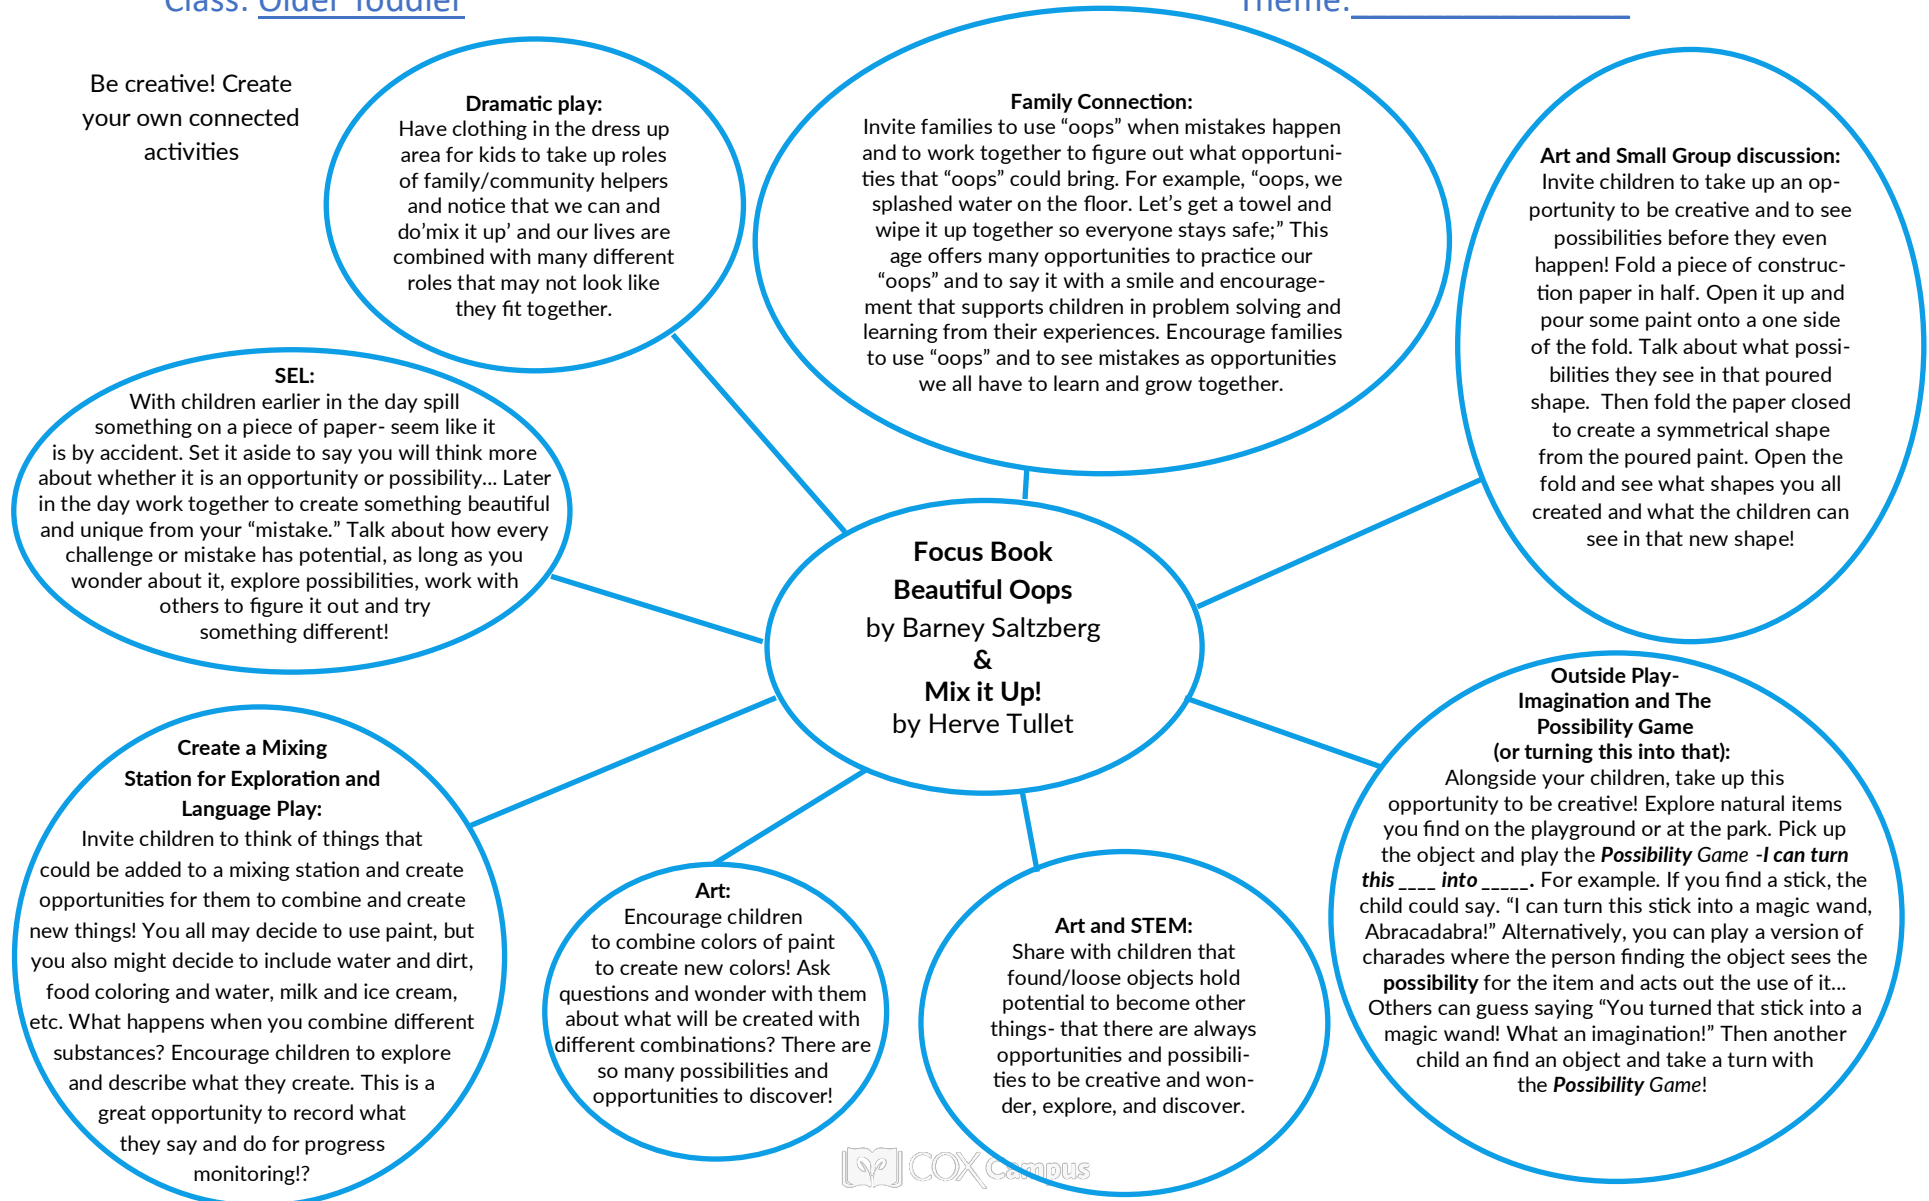 Class: Older Toddler
Theme:_______________
Be creative! Create
your own connected
activities
Dramatic play:
Have clothing in the dress up
area for kids to take up roles
of family/community helpers
and notice that we can and
do’mix it up’ and our lives are
combined with many different
roles that may not look like
they fit together.
Family Connection:
Invite families to use “oops” when mistakes happen
and to work together to figure out what opportuni-
ties that “oops” could bring. For example, “oops, we
splashed water on the floor. Let’s get a towel and
wipe it up together so everyone stays safe;” This
age offers many opportunities to practice our
“oops” and to say it with a smile and encourage-
ment that supports children in problem solving and
learning from their experiences. Encourage families
to use “oops” and to see mistakes as opportunities
we all have to learn and grow together.
Art and Small Group discussion:
Invite children to take up an op-
portunity to be creative and to see
possibilities before they even
happen! Fold a piece of construc-
tion paper in half. Open it up and
pour some paint onto a one side
of the fold. Talk about what possi-
bilities they see in that poured
shape.  Then fold the paper closed
to create a symmetrical shape
from the poured paint. Open the
fold and see what shapes you all
created and what the children can
see in that new shape!
SEL:
With children earlier in the day spill
something on a piece of paper- seem like it
is by accident. Set it aside to say you will think more
about whether it is an opportunity or possibility... Later
in the day work together to create something beautiful
and unique from your “mistake.” Talk about how every
challenge or mistake has potential, as long as you
wonder about it, explore possibilities, work with
others to figure it out and try
something different!
Focus Book
Beautiful Oops
by Barney Saltzberg
&
Mix it Up!
by Herve Tullet
Outside Play-
Imagination and The
Possibility Game
(or turning this into that):
Alongside your children, take up this
opportunity to be creative! Explore natural items
you find on the playground or at the park. Pick up
the object and play the Possibility Game -I can turn
this ____ into _____. For example. If you find a stick, the
child could say. “I can turn this stick into a magic wand,
Abracadabra!” Alternatively, you can play a version of
charades where the person finding the object sees the
possibility for the item and acts out the use of it...
Others can guess saying “You turned that stick into a
magic wand! What an imagination!” Then another
child an find an object and take a turn with
the Possibility Game!
Create a Mixing
Station for Exploration and
Language Play:
Invite children to think of things that
could be added to a mixing station and create
opportunities for them to combine and create
new things! You all may decide to use paint, but
you also might decide to include water and dirt,
food coloring and water, milk and ice cream,
etc. What happens when you combine different
substances? Encourage children to explore
and describe what they create. This is a
great opportunity to record what
they say and do for progress
monitoring!?
Art:
Encourage children
to combine colors of paint
to create new colors! Ask
questions and wonder with them
about what will be created with
different combinations? There are
so many possibilities and
opportunities to discover!
Art and STEM:
Share with children that
found/loose objects hold
potential to become other
things- that there are always
opportunities and possibili-
ties to be creative and won-
der, explore, and discover.
COX Campus